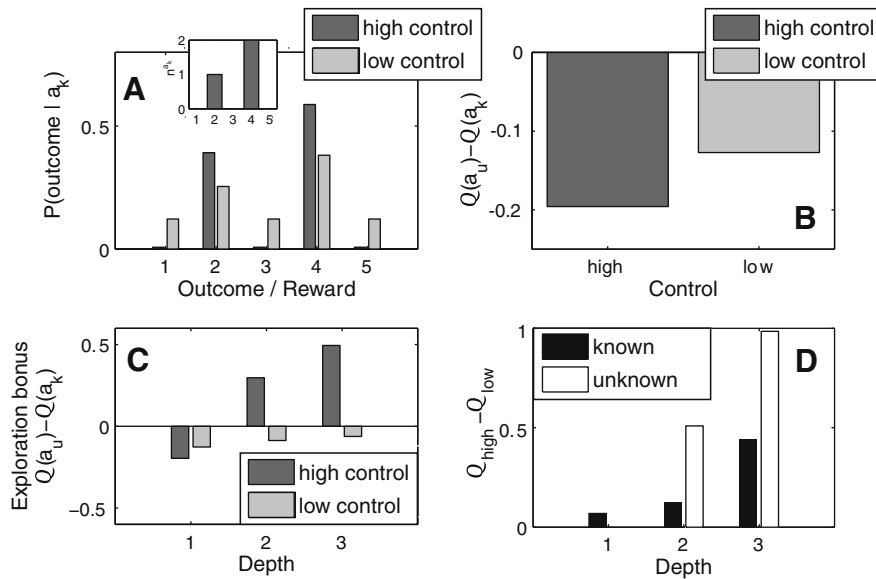 high control
low control
A
2
1
0
n^{a_k}
1 2 3 4 5
0.5
0
P(outcome | a_k)
1 2 3 4 5
Outcome / Reward
high control
low control
0
-0.1
-0.2
Q(a_u)−Q(a_k)
B
high low
Control
C
0.5
0
−0.5
Exploration bonus
Q(a_u)−Q(a_k)
high control
low control
1 2 3
Depth
known
unknown
D
1
0.5
0
Q_high −Q_low
1 2 3
Depth